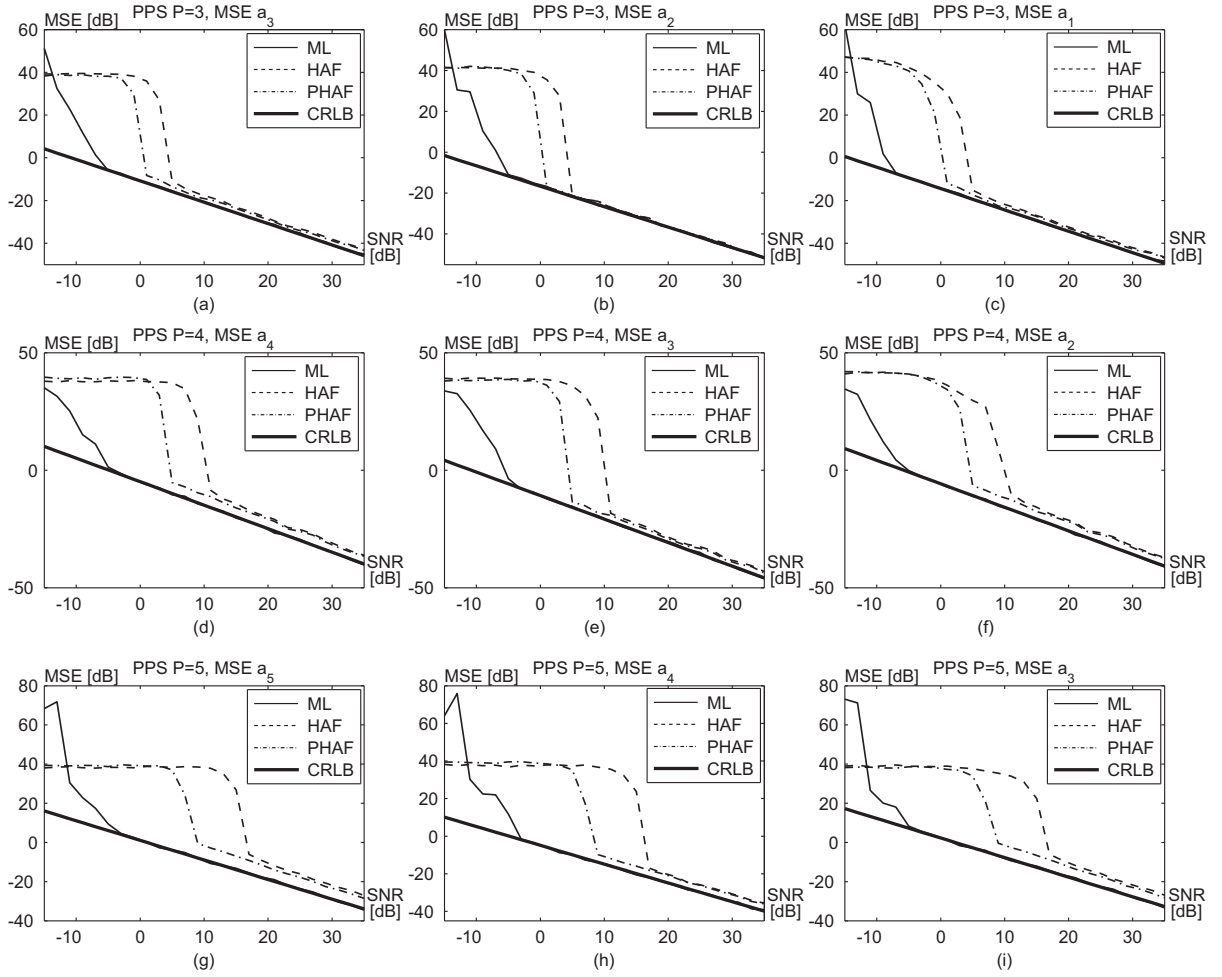 PPS P=3, MSE a3
MSE [dB]
60
40
20
0
-20
-40
ML
HAF
PHAF
CRLB
SNR
[dB]
-10 0 10 20 30
(a)
PPS P=3, MSE a2
MSE [dB]
60
40
20
0
-20
-40
ML
HAF
PHAF
CRLB
SNR
[dB]
-10 0 10 20 30
(b)
PPS P=3, MSE a1
MSE [dB]
60
40
20
0
-20
-40
ML
HAF
PHAF
CRLB
SNR
[dB]
-10 0 10 20 30
(c)
PPS P=4, MSE a4
MSE [dB]
50
0
-50
ML
HAF
PHAF
CRLB
SNR
[dB]
-10 0 10 20 30
(d)
PPS P=4, MSE a3
MSE [dB]
50
0
-50
ML
HAF
PHAF
CRLB
SNR
[dB]
-10 0 10 20 30
(e)
PPS P=4, MSE a2
MSE [dB]
50
0
-50
ML
HAF
PHAF
CRLB
SNR
[dB]
-10 0 10 20 30
(f)
PPS P=5, MSE a5
MSE [dB]
80
60
40
20
0
-20
-40
ML
HAF
PHAF
CRLB
SNR
[dB]
-10 0 10 20 30
(g)
PPS P=5, MSE a4
MSE [dB]
80
60
40
20
0
-20
-40
ML
HAF
PHAF
CRLB
SNR
[dB]
-10 0 10 20 30
(h)
PPS P=5, MSE a3
MSE [dB]
80
60
40
20
0
-20
-40
ML
HAF
PHAF
CRLB
SNR
[dB]
-10 0 10 20 30
(i)